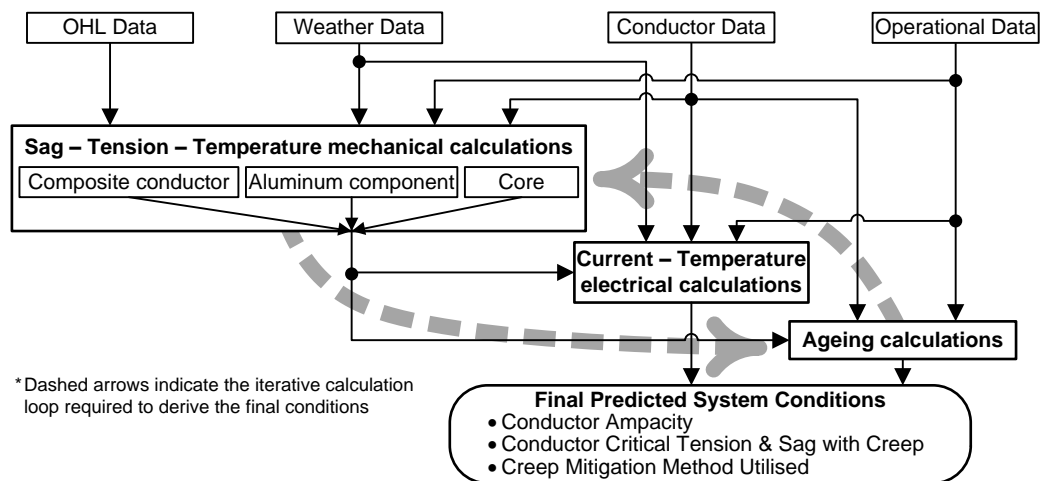 OHL Data
Weather Data
Conductor Data
Operational Data
Sag – Tension – Temperature mechanical calculations
Composite conductor
Aluminum component
Core
Current – Temperature
electrical calculations
Ageing calculations
*Dashed arrows indicate the iterative calculation
loop required to derive the final conditions
Final Predicted System Conditions
• Conductor Ampacity
• Conductor Critical Tension & Sag with Creep
• Creep Mitigation Method Utilised